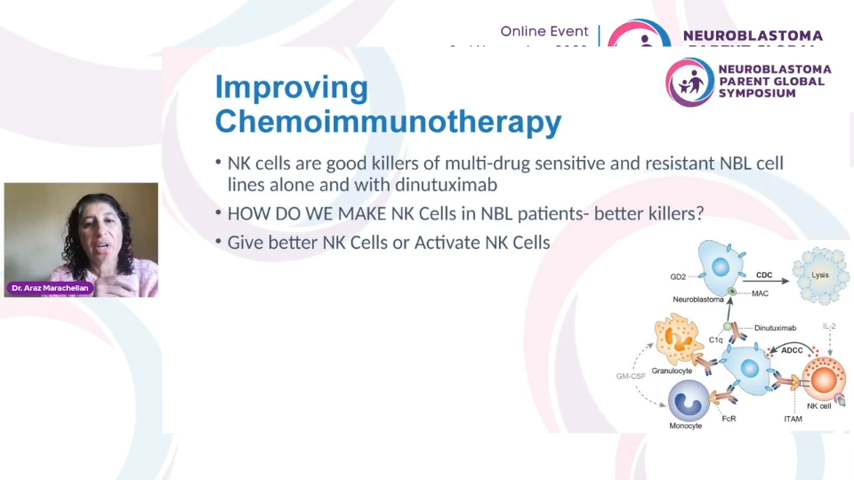 Online Event
NEUROBLASTOMA
NEUROBLASTOMA
PARENT GLOBAL
SYMPOSIUM
Improving
Chemoimmunotherapy
• NK cells are good killers of multi-drug sensitive and resistant NBL cell
lines alone and with dinutuximab
• HOW DO WE MAKE NK Cells in NBL patients- better killers?
• Give better NK Cells or Activate NK Cells
Dr. Araz Marachelian
GD2
CDC
Lysis
Neuroblastoma
MAC
C1q
Dinutuximab
IL-2
ADCC
Granulocyte
GM-CSF
NK cell
Monocyte
FcR
ITAM